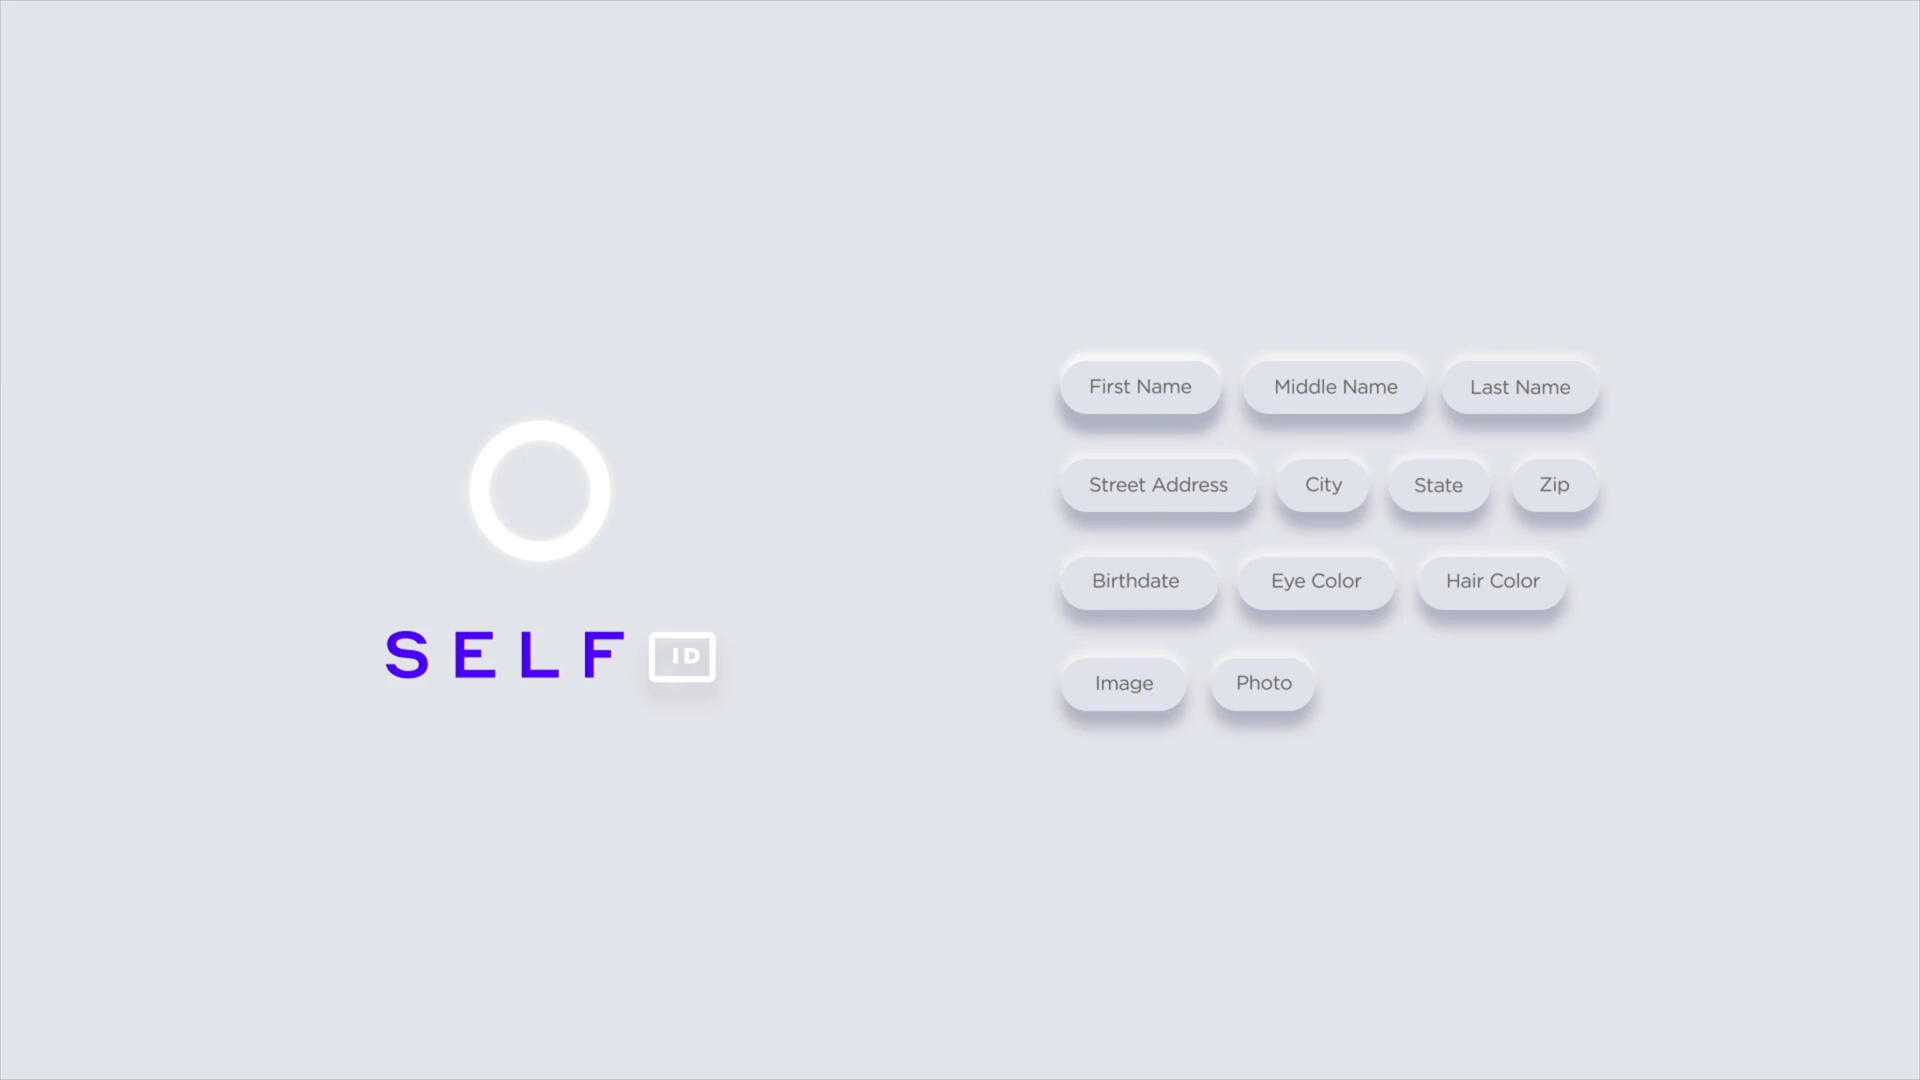 SELF ID
First Name Middle Name Last Name
Street Address City State Zip
Birthdate Eye Color Hair Color
Image Photo